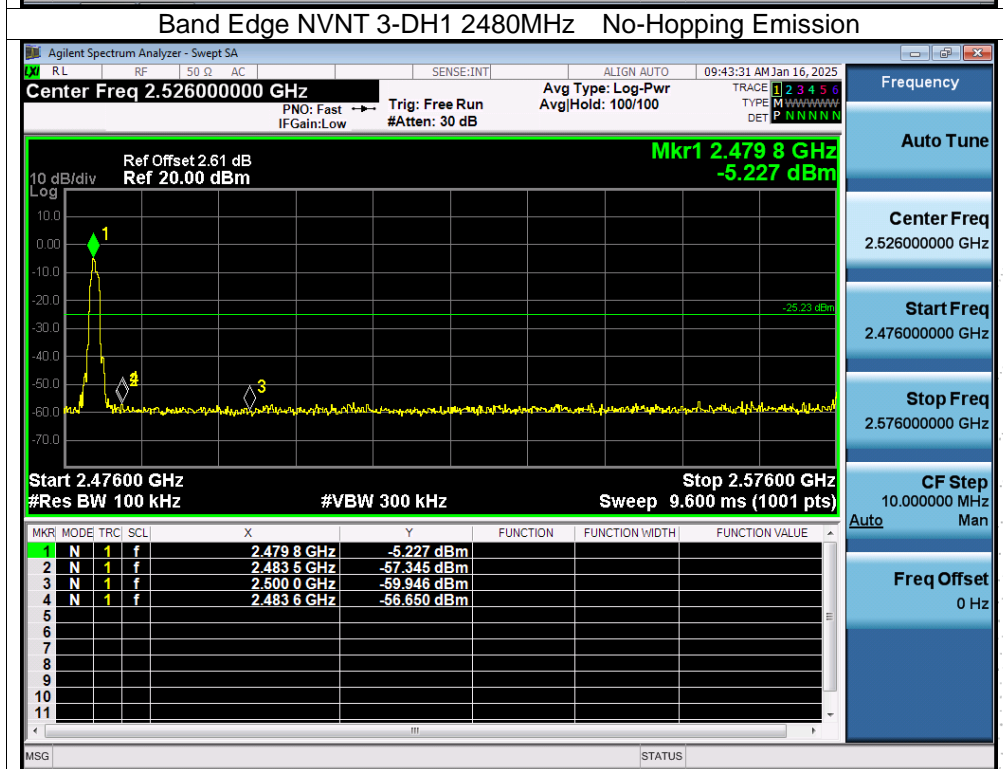 Band Edge NVNT 3-DH1 2480MHz No-Hopping Emission
Agilent Spectrum Analyzer - Swept SA
LXI RL RF 50 Ω AC SENSE:INT ALIGN AUTO 09:43:31 AM Jan 16, 2025
Center Freq 2.526000000 GHz
PNO: Fast
IFGain:Low
Trig: Free Run
#Atten: 30 dB
Avg Type: Log-Pwr
Avg|Hold: 100/100
TRACE 1 2 3 4 5 6
TYPE M WWWWW
DET P N N N N N
Frequency
Auto Tune
Center Freq
2.526000000 GHz
Start Freq
2.476000000 GHz
Stop Freq
2.576000000 GHz
CF Step
10.000000 MHz
Auto Man
Freq Offset
0 Hz
Mkr1 2.479 8 GHz
-5.227 dBm
Ref Offset 2.61 dB
10 dB/div Ref 20.00 dBm
Log
10.0
0.00
-10.0
-20.0
-30.0
-40.0
-50.0
-60.0
-70.0
1
3
-25.23 dBm
Start 2.47600 GHz Stop 2.57600 GHz
#Res BW 100 kHz #VBW 300 kHz Sweep 9.600 ms (1001 pts)
MKR MODE TRC SCL X Y FUNCTION FUNCTION WIDTH FUNCTION VALUE
1 N 1 f 2.479 8 GHz -5.227 dBm
2 N 1 f 2.483 5 GHz -57.345 dBm
3 N 1 f 2.500 0 GHz -59.946 dBm
4 N 1 f 2.483 6 GHz -56.650 dBm
5
6
7
8
9
10
11
MSG STATUS